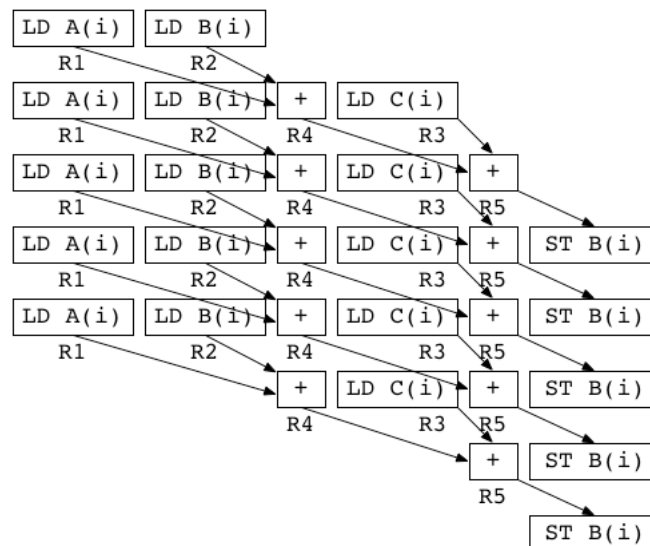 LD A(i) LD B(i)
R1 R2
LD A(i) LD B(i) + LD C(i)
R1 R2 R4 R3
LD A(i) LD B(i) + LD C(i) +
R1 R2 R4 R3 R5
LD A(i) LD B(i) + LD C(i) + ST B(i)
R1 R2 R4 R3 R5
LD A(i) LD B(i) + LD C(i) + ST B(i)
R1 R2 R4 R3 R5
+ LD C(i) + ST B(i)
R4 R3 R5
+ ST B(i)
R5
ST B(i)